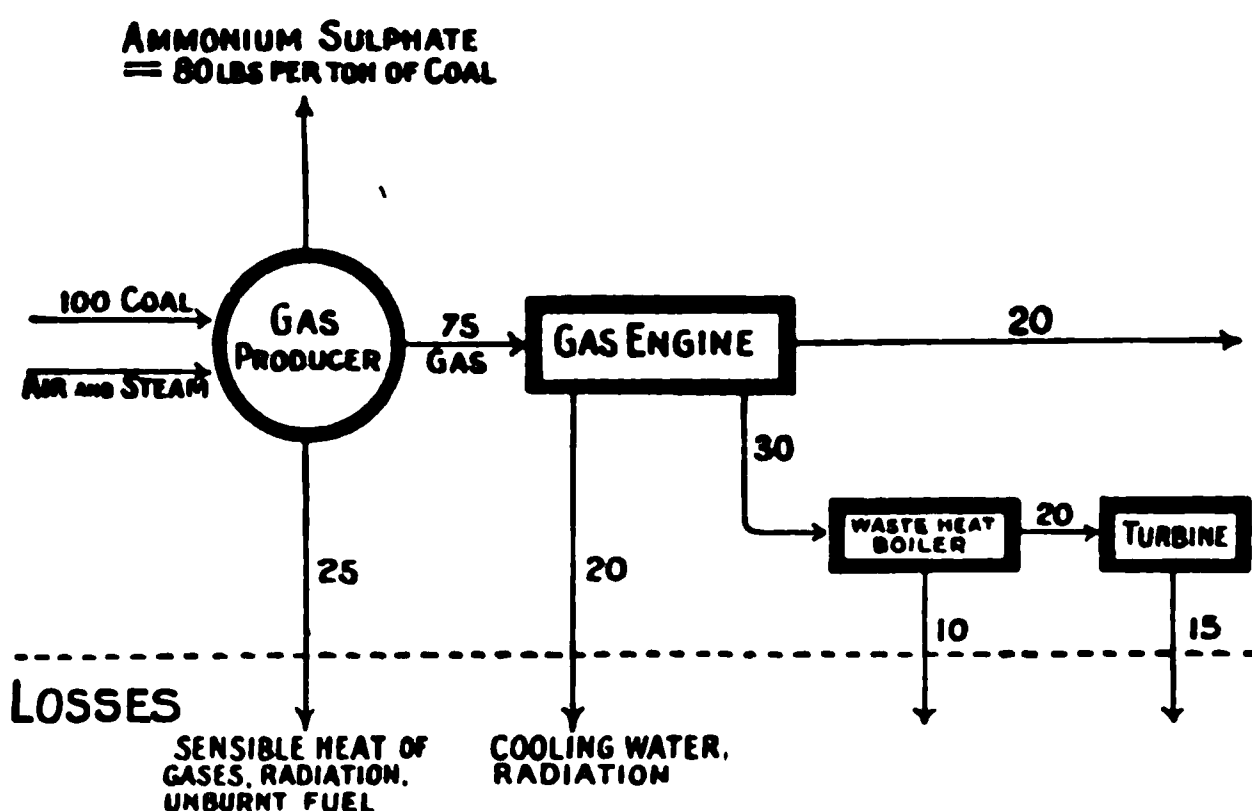 AMMONIUM SULPHATE
= 80 LBS PER TON OF COAL
100 COAL
AIR AND STEAM
GAS
PRODUCER
75
GAS
GAS ENGINE
20
30
WASTE HEAT
BOILER
20
TURBINE
25
20
10
15
LOSSES
SENSIBLE HEAT OF
GASES, RADIATION,
UNBURNT FUEL
COOLING WATER,
RADIATION